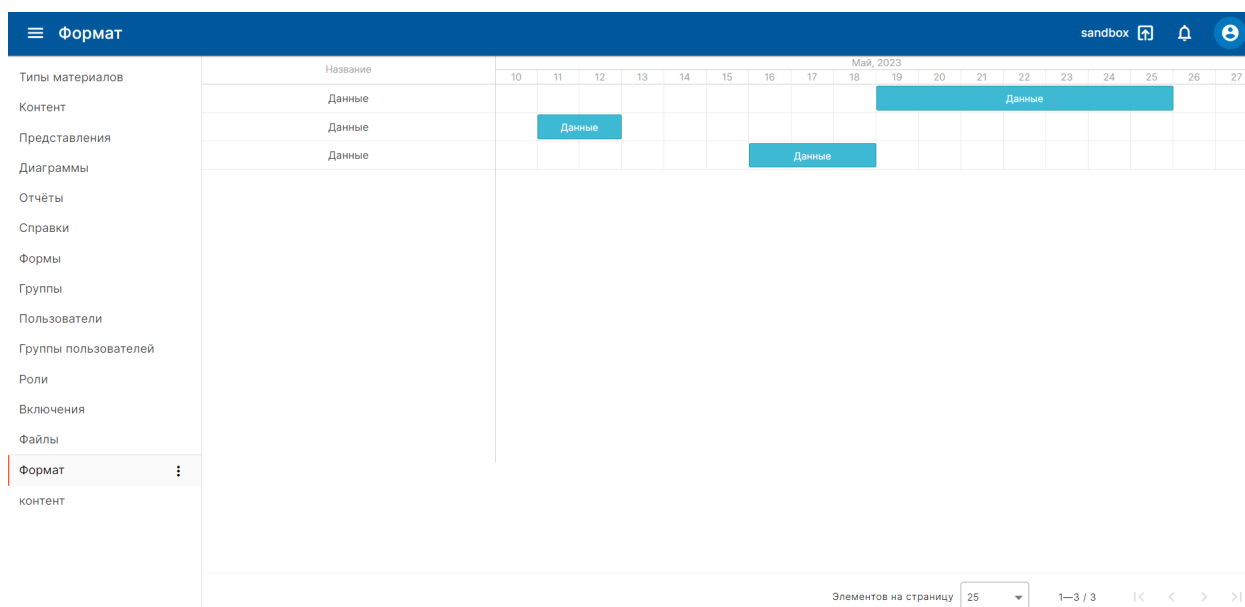 Формат
sandbox
Типы материалов
Контент
Представления
Диаграммы
Отчёты
Справки
Формы
Группы
Пользователи
Группы пользователей
Роли
Включения
Файлы
Формат
контент
Название
Май, 2023
10 11 12 13 14 15 16 17 18 19 20 21 22 23 24 25 26 27
Данные
Данные
Данные
Данные
Данные
Данные
Элементов на страницу 25 1—3 / 3